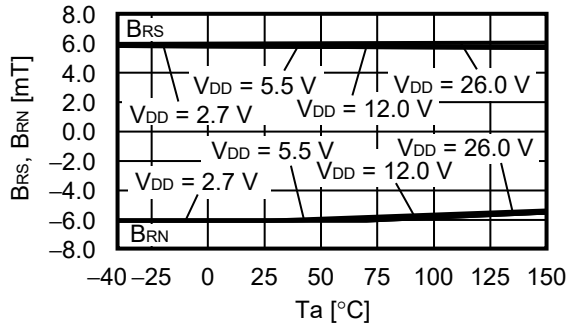 BRS, BRN [mT]
8.0
6.0
4.0
2.0
0.0
−2.0
−4.0
−6.0
−8.0
BRS
VDD = 5.5 V
VDD = 26.0 V
VDD = 2.7 V
VDD = 12.0 V
VDD = 5.5 V
VDD = 26.0 V
VDD = 12.0 V
VDD = 2.7 V
BRN
−40 −25 0 25 50 75 100 125 150
Ta [°C]